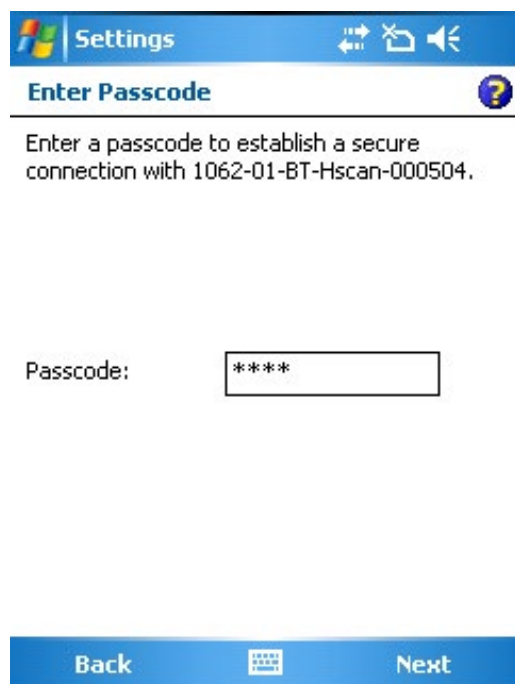 Settings
Enter Passcode
?
Enter a passcode to establish a secure
connection with 1062-01-BT-Hscan-000504.
Passcode: ****
Back Next